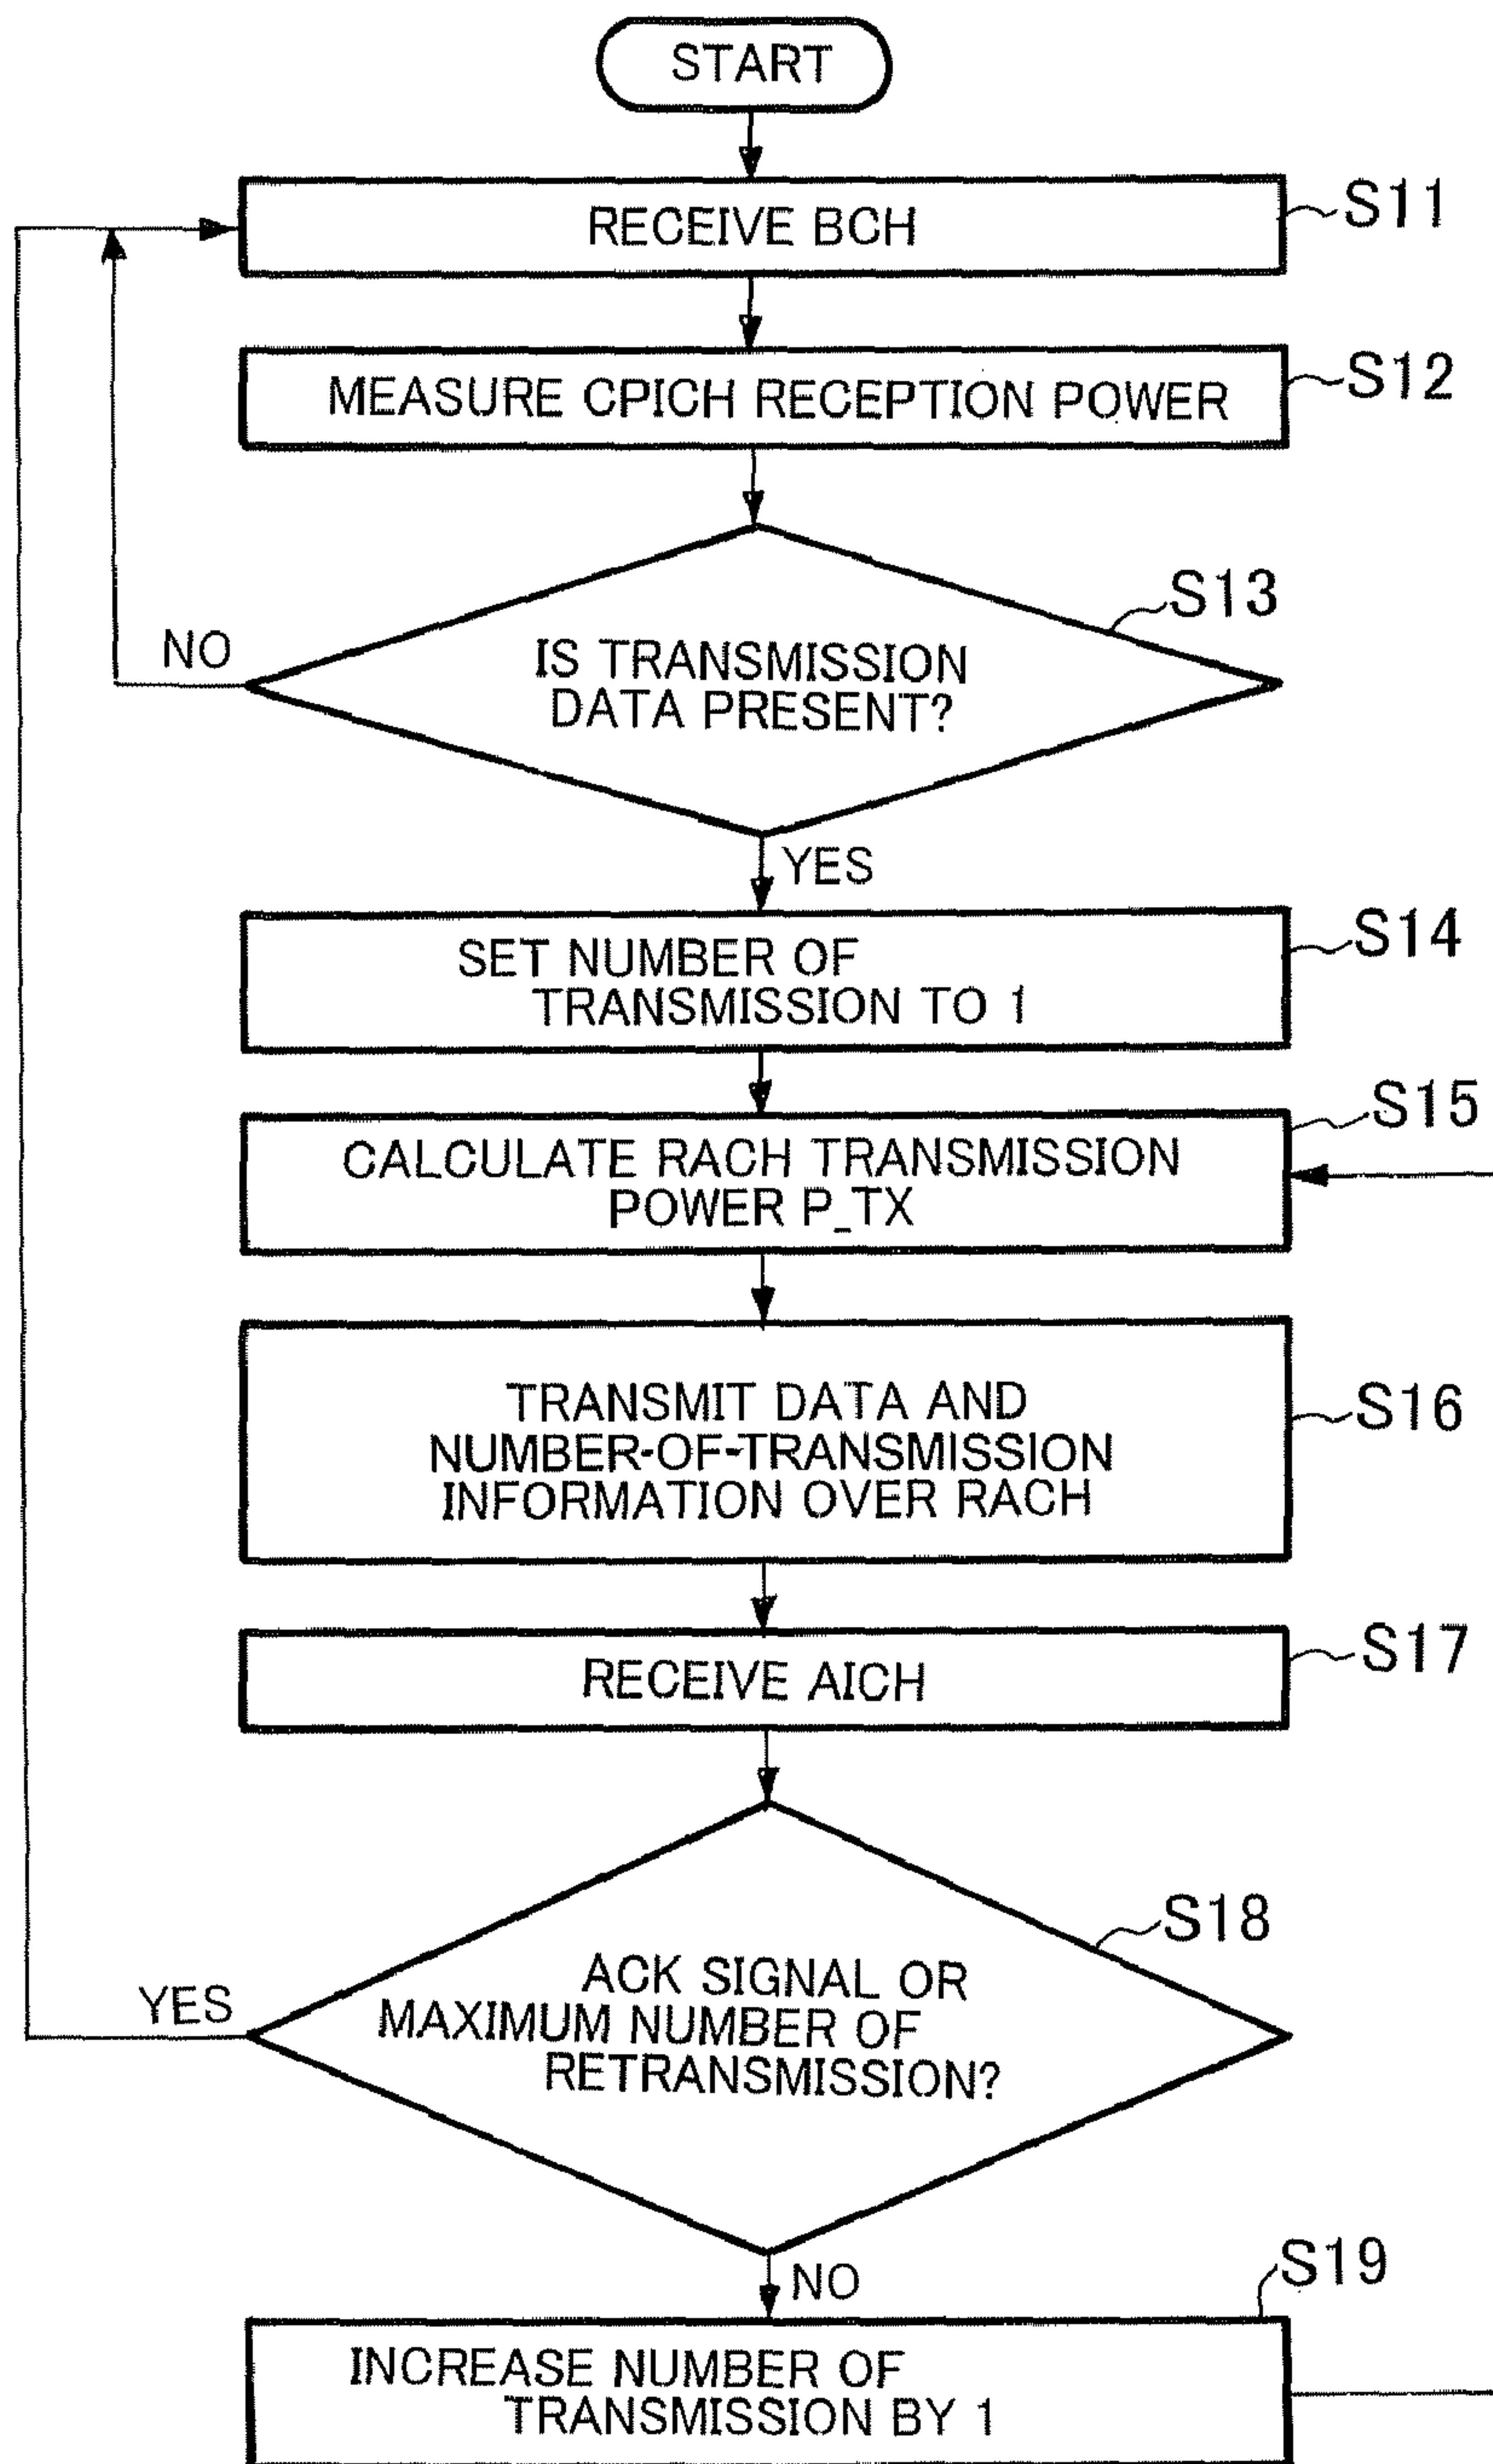 START
RECEIVE BCH
S11
MEASURE CPICH RECEPTION POWER
S12
S13
NO
IS TRANSMISSION
DATA PRESENT?
YES
SET NUMBER OF
TRANSMISSION TO 1
S14
S15
CALCULATE RACH TRANSMISSION
POWER P_TX
TRANSMIT DATA AND
NUMBER-OF-TRANSMISSION
INFORMATION OVER RACH
S16
RECEIVE AICH
S17
S18
YES
ACK SIGNAL OR
MAXIMUM NUMBER OF
RETRANSMISSION?
NO
S19
INCREASE NUMBER OF
TRANSMISSION BY 1